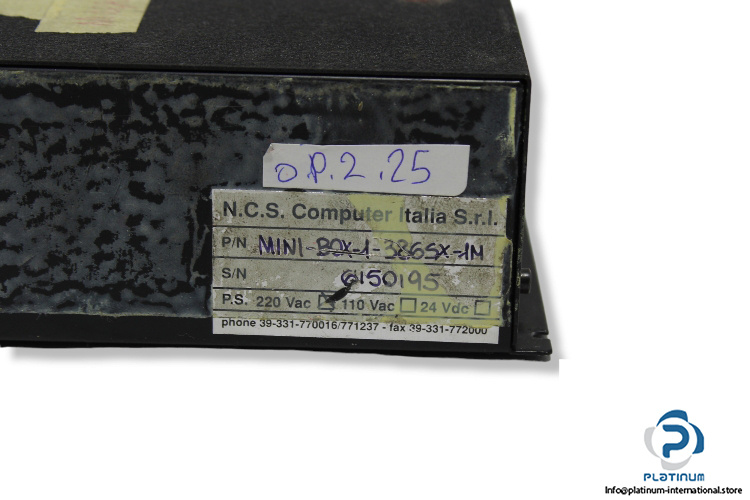 o P.2.25
N.C.S. Computer Italia S.r.l.
P/N MINI-BOX-1-386SX-1M
S/N 6150195
P.S. 220 Vac 110 Vac 24 Vdc
phone 39-331-770016/771237 - fax 39-331-772000
PLATINUM
Info@platinum-international.store